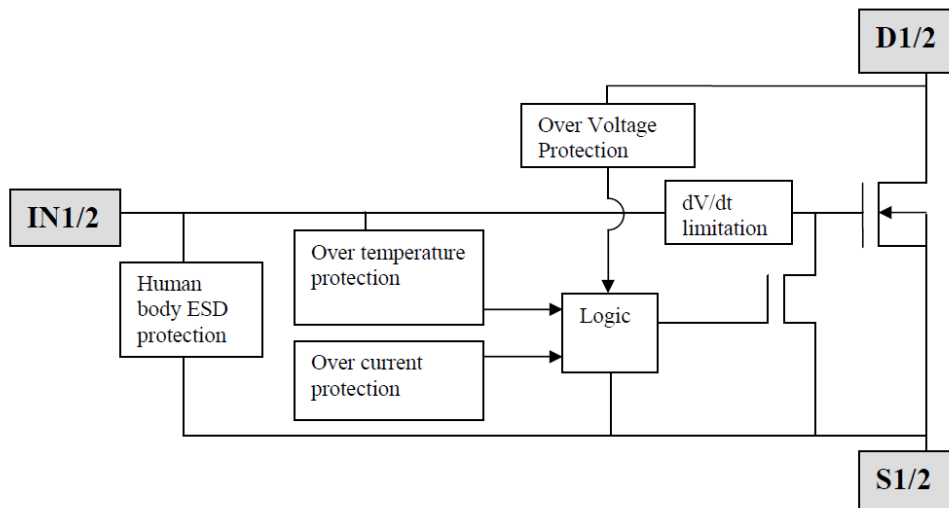 D1/2
Over Voltage
Protection
IN1/2
dV/dt
limitation
Over temperature
protection
Human
body ESD
protection
Logic
Over current
protection
S1/2